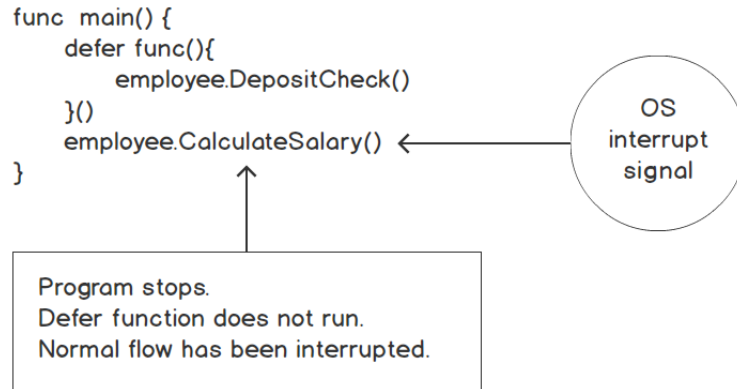 func  main() {
defer func(){
employee.DepositCheck()
}()
employee.CalculateSalary()
}
OS
interrupt
signal
Program stops.
Defer function does not run.
Normal flow has been interrupted.